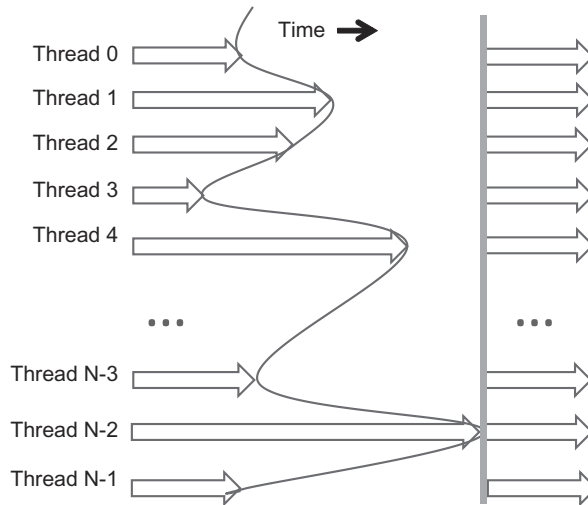 Time
Thread 0
Thread 1
Thread 2
Thread 3
Thread 4
... ...
Thread N-3
Thread N-2
Thread N-1